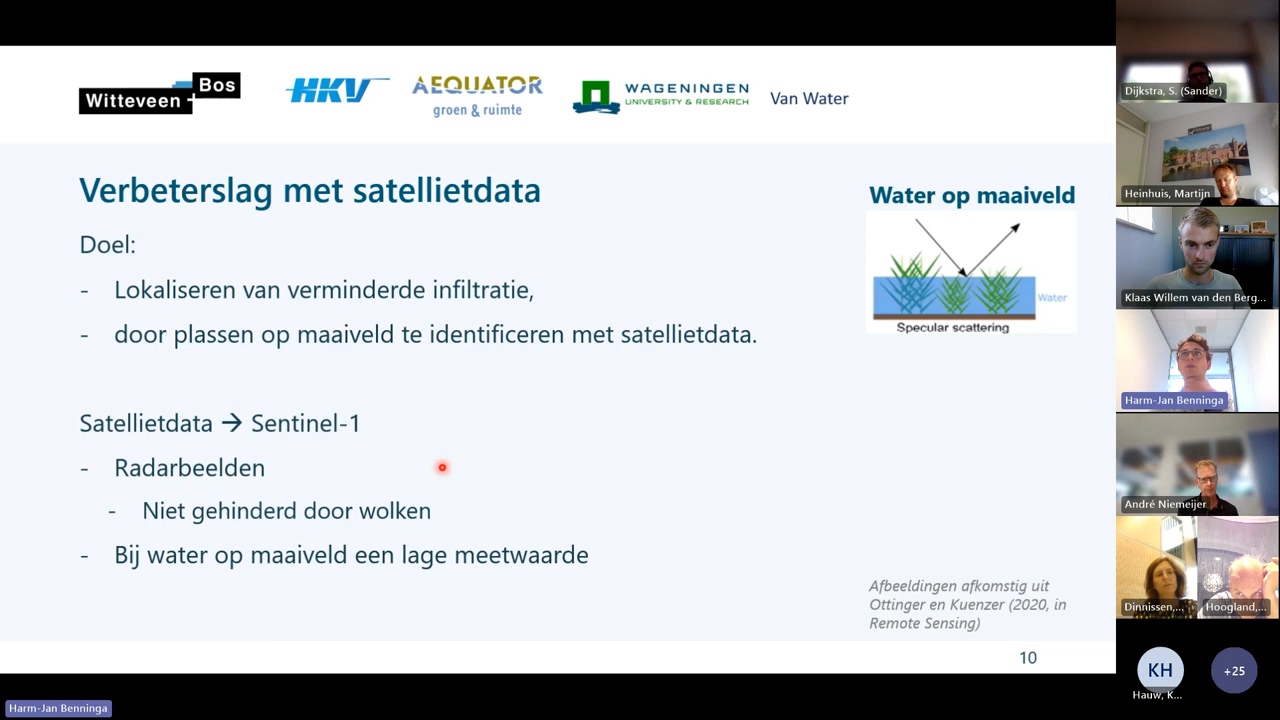 Witteveen + Bos
HKV
AEQUATOR
groen & ruimte
WAGENINGEN
UNIVERSITY & RESEARCH
Van Water
Verbeterslag met satellietdata
Doel:
- Lokaliseren van verminderde infiltratie,
- door plassen op maaiveld te identificeren met satellietdata.
Satellietdata → Sentinel-1
- Radarbeelden
- Niet gehinderd door wolken
- Bij water op maaiveld een lage meetwaarde
Water op maaiveld
Water
Specular scattering
Afbeeldingen afkomstig uit
Ottinger en Kuenzer (2020, in
Remote Sensing)
10
Harm-Jan Benninga
Dijkstra, S. (Sander)
Heinhuis, Martijn
Klaas Willem van den Berg...
Harm-Jan Benninga
André Niemeijer
Dinnissen,...
Hoogland,...
KH
+25
Hauw, K...